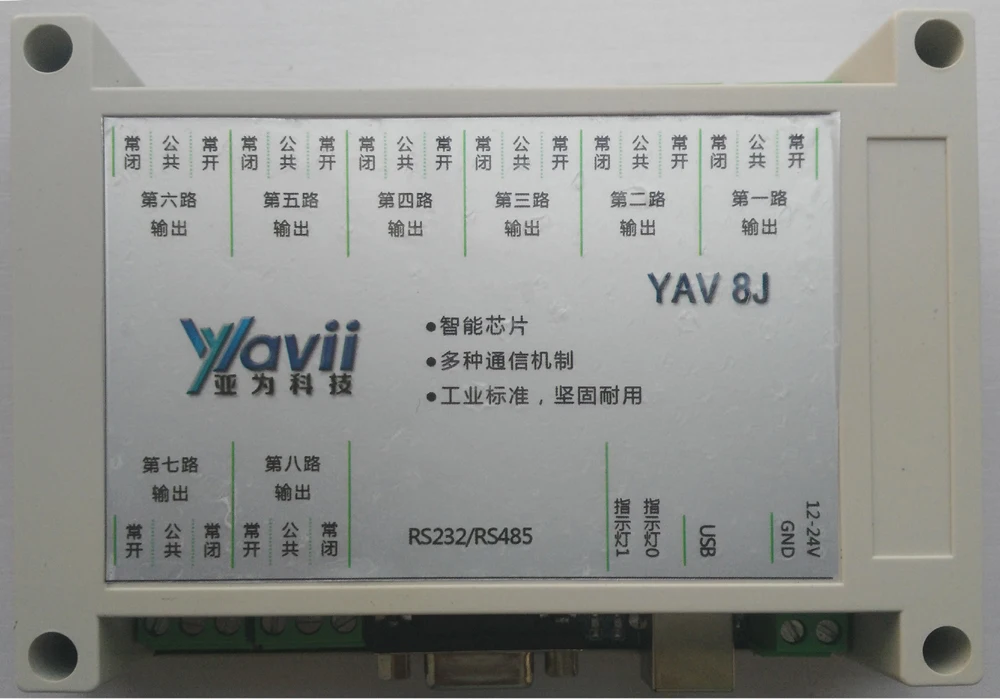 常闭 公共 常开 常闭 公共 常开 常闭 公共 常开 常闭 公共 常开 常闭 公共 常开 常闭 公共 常开
第六路 第五路 第四路 第三路 第二路 第一路
输出 输出 输出 输出 输出 输出
YAV 8J
Yavii
亚为科技
●智能芯片
●多种通信机制
●工业标准，坚固耐用
第七路 第八路
输出 输出
常开 公共 常闭 常开 公共 常闭
RS232/RS485
指示灯1
指示灯0
USB
GND
12-24V